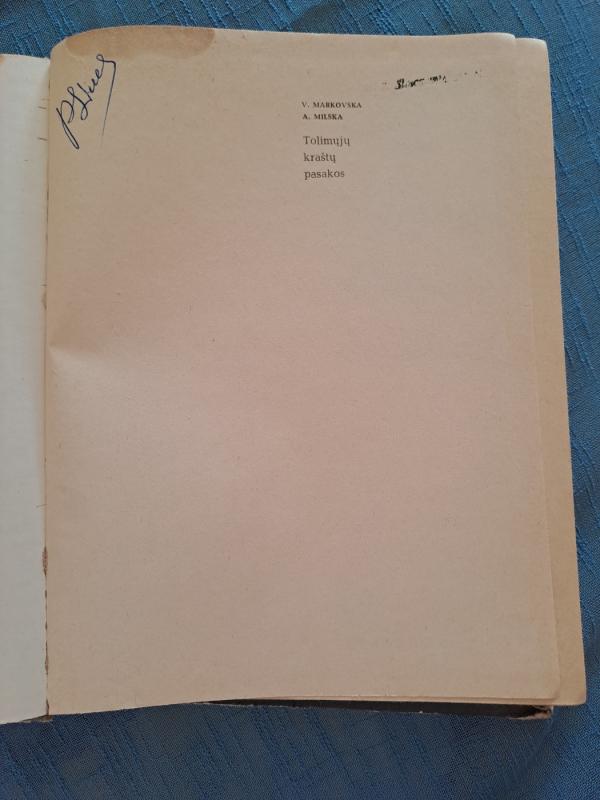 V. MARKOVSKA
A. MILSKA
Tolimųjų
kraštų
pasakos